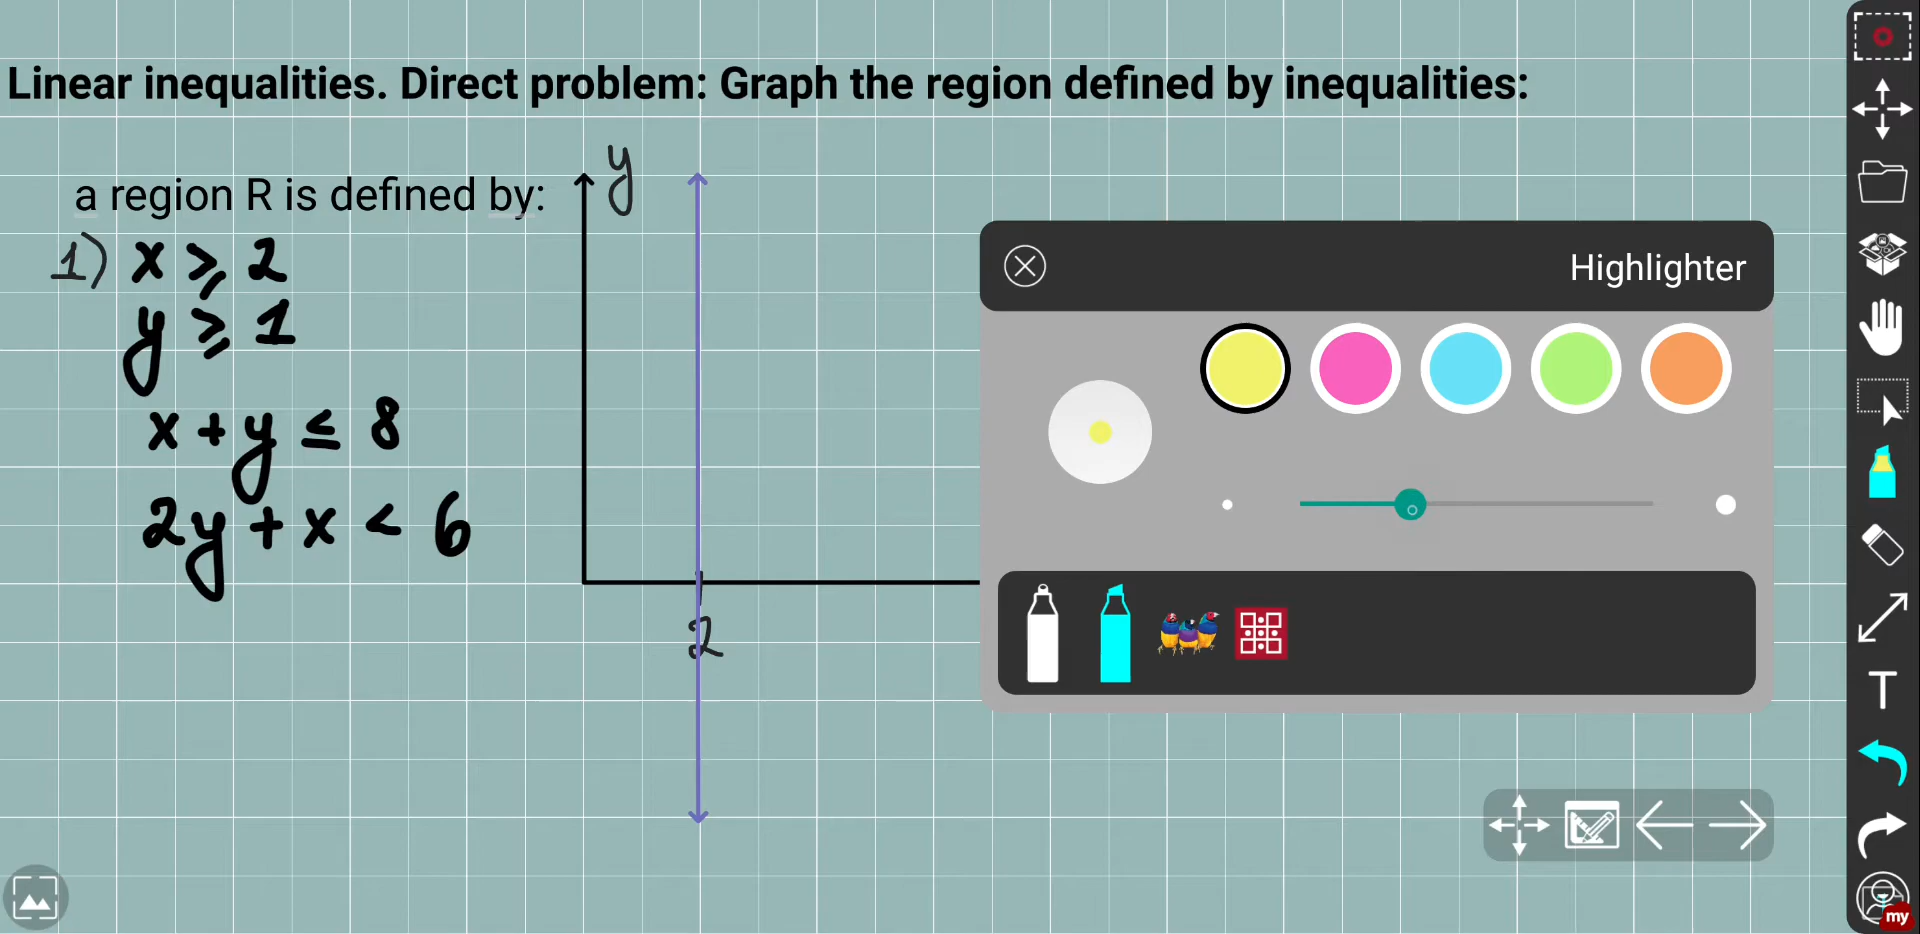 Linear inequalities. Direct problem: Graph the region defined by inequalities:
a region R is defined by:
y
1) x ⩾ 2
y ⩾ 1
x + y ≤ 8
2y + x < 6
2
Highlighter
T
my